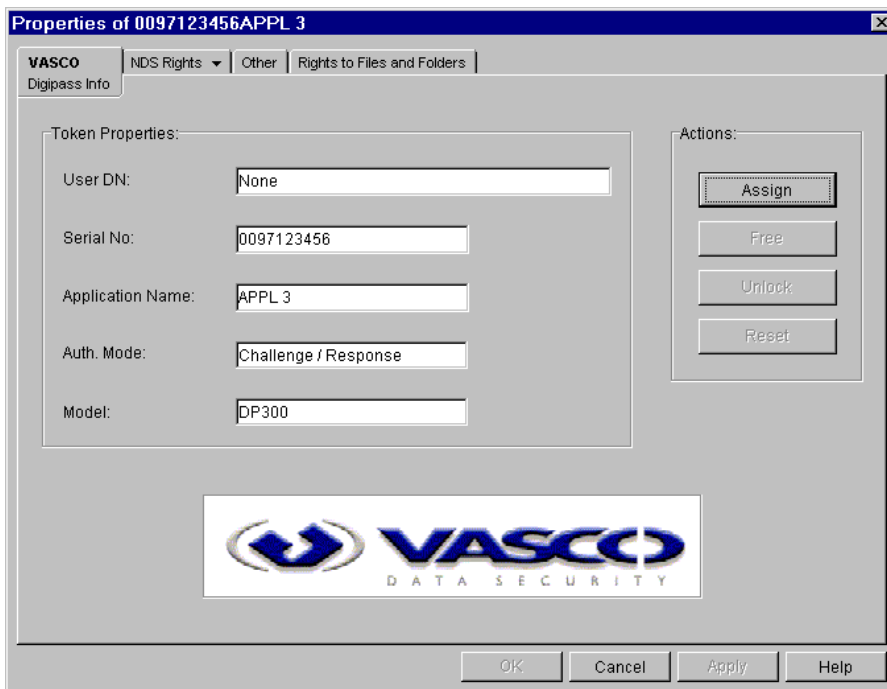 Properties of 0097123456APPL 3
VASCO NDS Rights Other Rights to Files and Folders
Digipass Info
Token Properties:
User DN: None
Serial No: 0097123456
Application Name: APPL 3
Auth. Mode: Challenge / Response
Model: DP300
Actions:
Assign
Free
Unlock
Reset
VASCO
DATA SECURITY
OK Cancel Apply Help